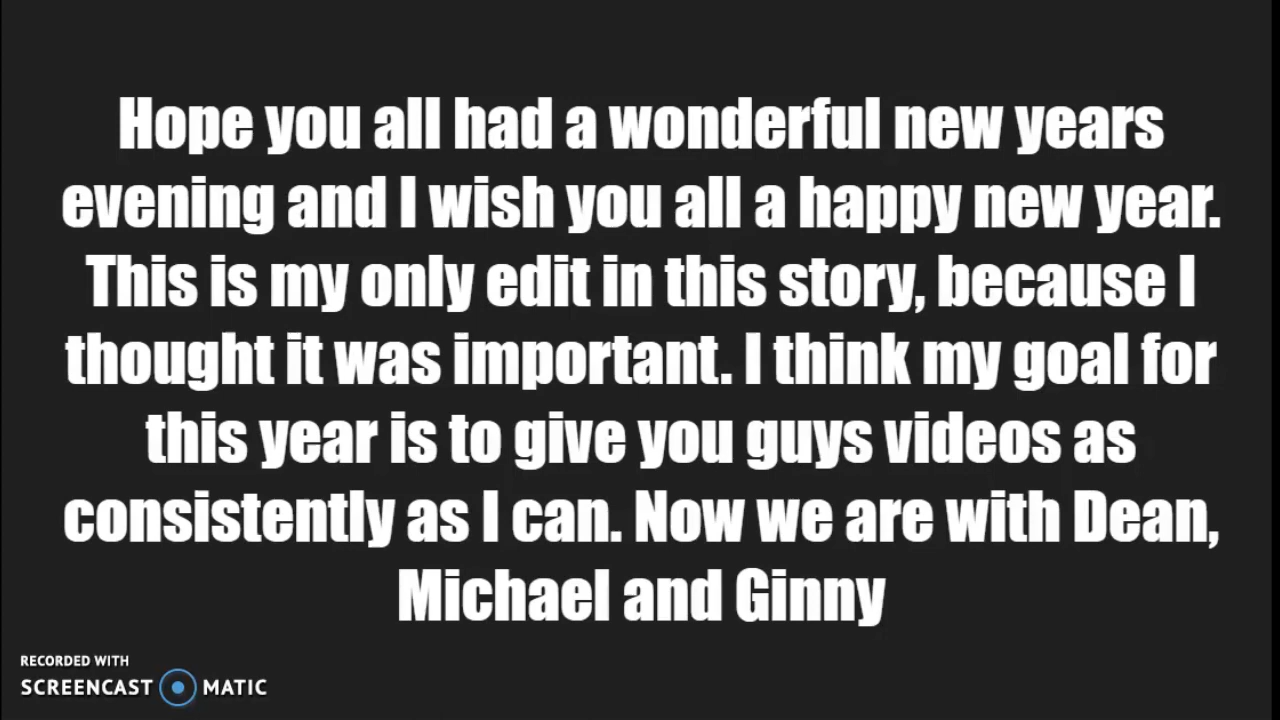 Hope you all had a wonderful new years
evening and I wish you all a happy new year.
This is my only edit in this story, because I
thought it was important. I think my goal for
this year is to give you guys videos as
consistently as I can. Now we are with Dean,
Michael and Ginny
RECORDED WITH
SCREENCAST MATIC